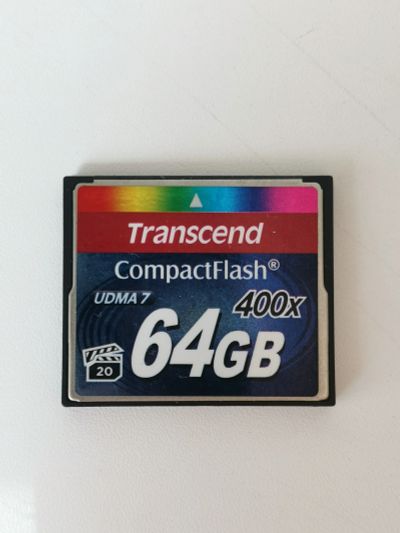 Transcend
CompactFlash®
UDMA 7
400x
64GB
20